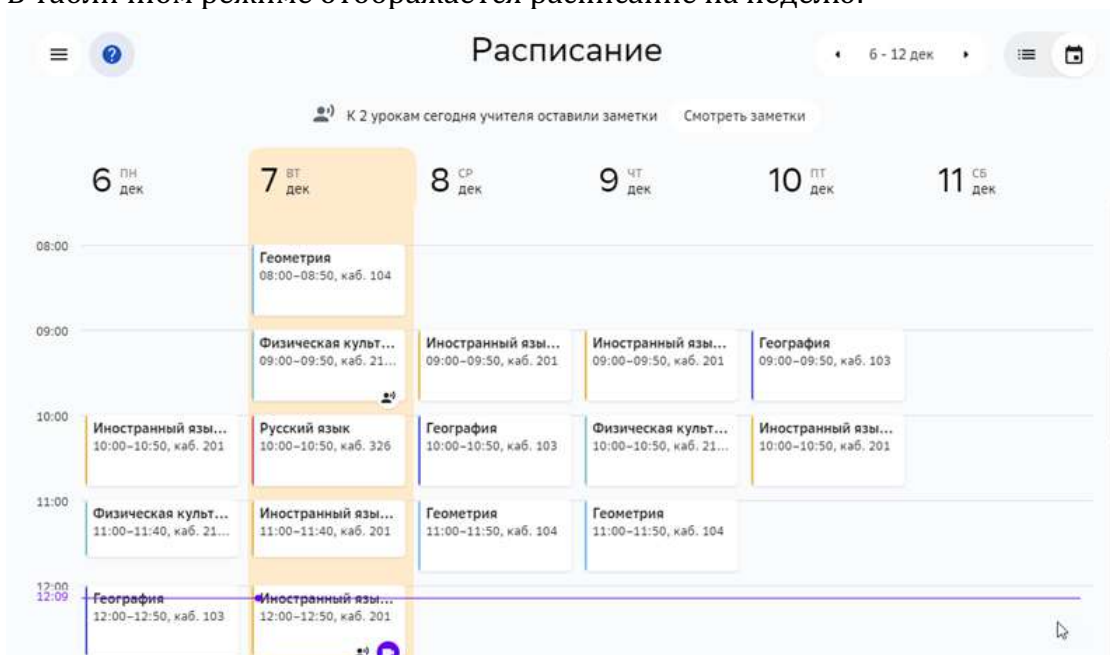 В табличном режиме отображается расписание на неделю.
Расписание
6 - 12 дек
К 2 урокам сегодня учителя оставили заметки Смотреть заметки
6 ПН дек
7 ВТ дек
8 СР дек
9 ЧТ дек
10 ПТ дек
11 СБ дек
08:00
Геометрия
08:00–08:50, каб. 104
09:00
Физическая культ... Иностранный язы... Иностранный язы... География
09:00–09:50, каб. 21... 09:00–09:50, каб. 201 09:00–09:50, каб. 201 09:00–09:50, каб. 103
10:00
Иностранный язы... Русский язык География Физическая культ... Иностранный язы...
10:00–10:50, каб. 201 10:00–10:50, каб. 326 10:00–10:50, каб. 103 10:00–10:50, каб. 21... 10:00–10:50, каб. 201
11:00
Физическая культ... Иностранный язы... Геометрия Геометрия
11:00–11:40, каб. 21... 11:00–11:40, каб. 201 11:00–11:50, каб. 104 11:00–11:50, каб. 104
12:00
12:09
География Иностранный язы...
12:00–12:50, каб. 103 12:00–12:50, каб. 201